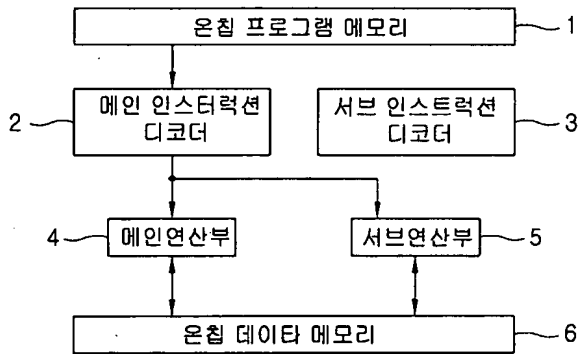 온칩 프로그램 메모리
1
메인 인스터럭션
디코더
2
서브 인스트럭션
디코더
3
메인연산부
4
서브연산부
5
온칩 데이타 메모리
6